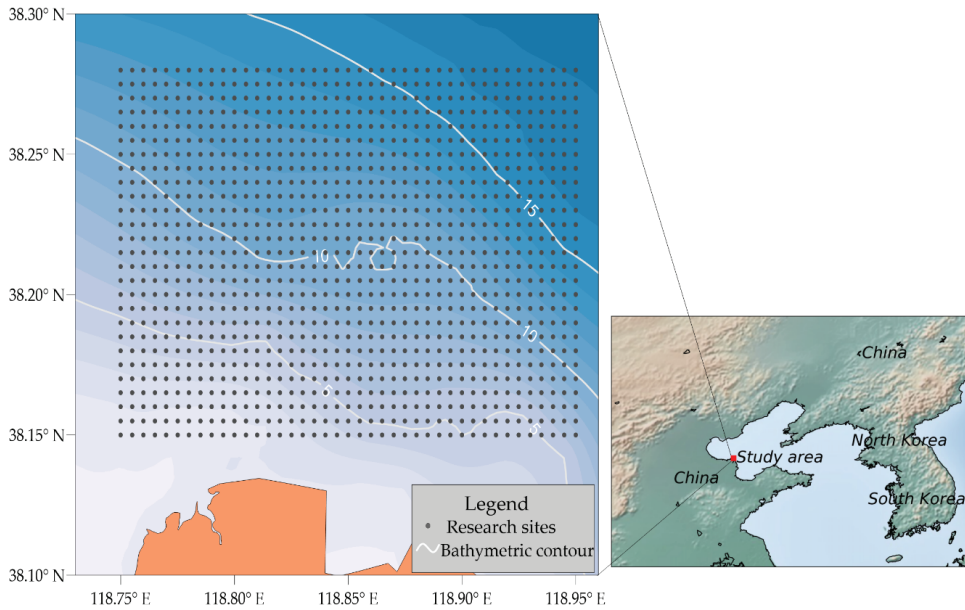 38.30° N
38.25° N
38.20° N
38.15° N
38.10° N
15
15
10
10
5
5
Legend
Research sites
Bathymetric contour
118.75° E
118.80° E
118.85° E
118.90° E
118.95° E
China
North Korea
Study area
China
South Korea